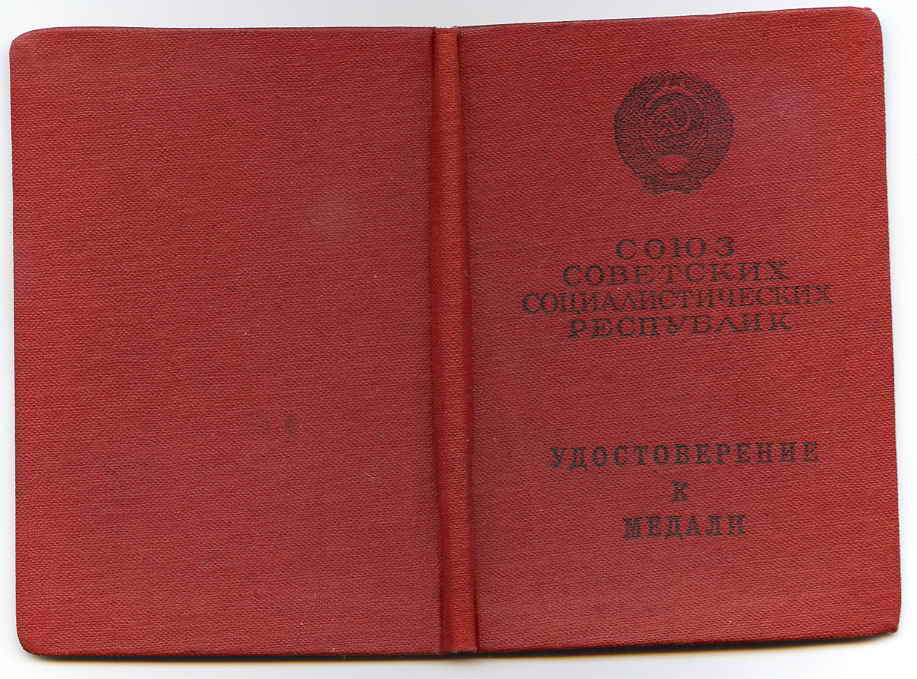 СОЮЗ
СОВЕТСКИХ
СОЦИАЛИСТИЧЕСКИХ
РЕСПУБЛИК
УДОСТОВЕРЕНИЕ
К
МЕДАЛИ